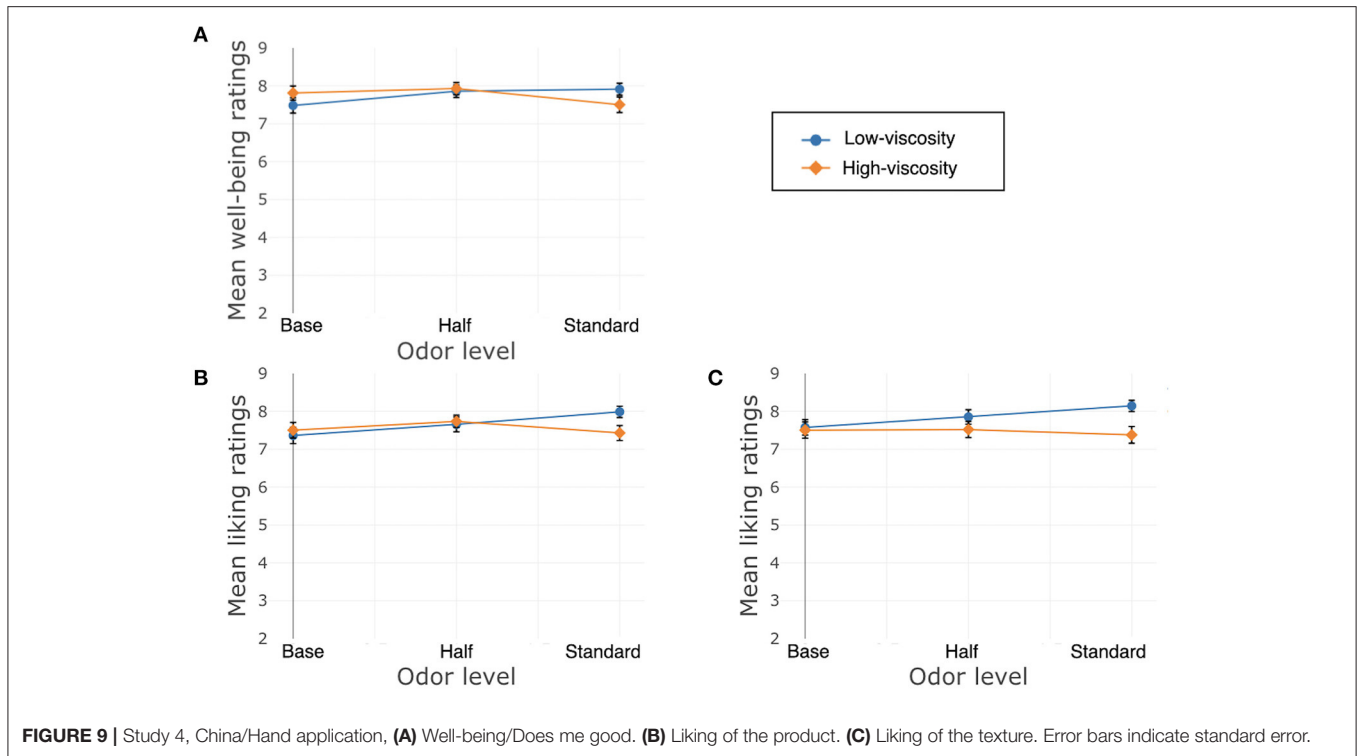 A
9
8
7
6
5
4
3
2
Mean well-being ratings
Base Half Standard
Odor level
Low-viscosity
High-viscosity
B
9
8
7
6
5
4
3
2
Mean liking ratings
Base Half Standard
Odor level
C
9
8
7
6
5
4
3
2
Mean liking ratings
Base Half Standard
Odor level
FIGURE 9 | Study 4, China/Hand application, (A) Well-being/Does me good. (B) Liking of the product. (C) Liking of the texture. Error bars indicate standard error.